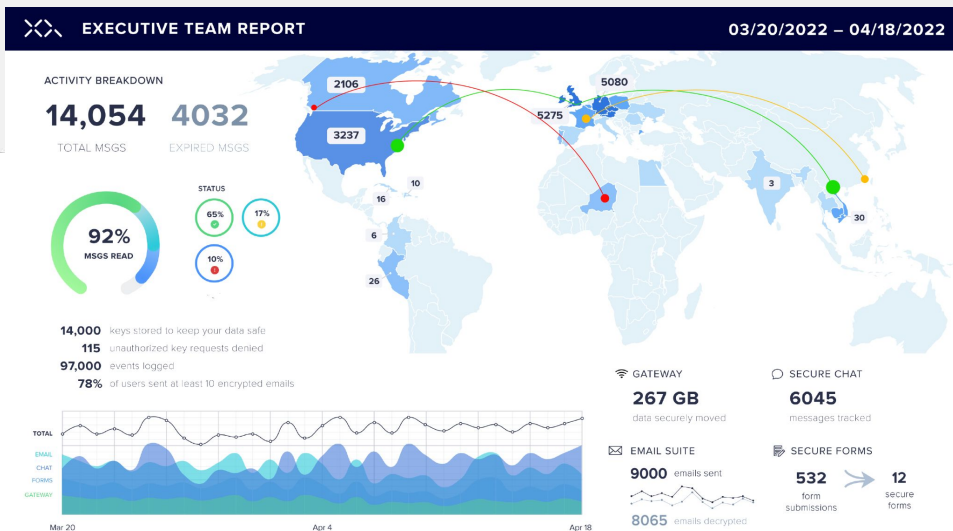 EXECUTIVE TEAM REPORT
03/20/2022 – 04/18/2022
ACTIVITY BREAKDOWN
14,054 4032
TOTAL MSGS EXPIRED MSGS
STATUS
65% 17%
10%
92%
MSGS READ
2106
3237
5080
5275
10
16
6
26
3
30
14,000 keys stored to keep your data safe
115 unauthorized key requests denied
97,000 events logged
78% of users sent at least 10 encrypted emails
TOTAL
EMAIL
CHAT
FORMS
GATEWAY
Mar 20 Apr 4 Apr 18
GATEWAY
267 GB
data securely moved
SECURE CHAT
6045
messages tracked
EMAIL SUITE
9000 emails sent
8065 emails decrypted
SECURE FORMS
532 12
form secure
submissions forms